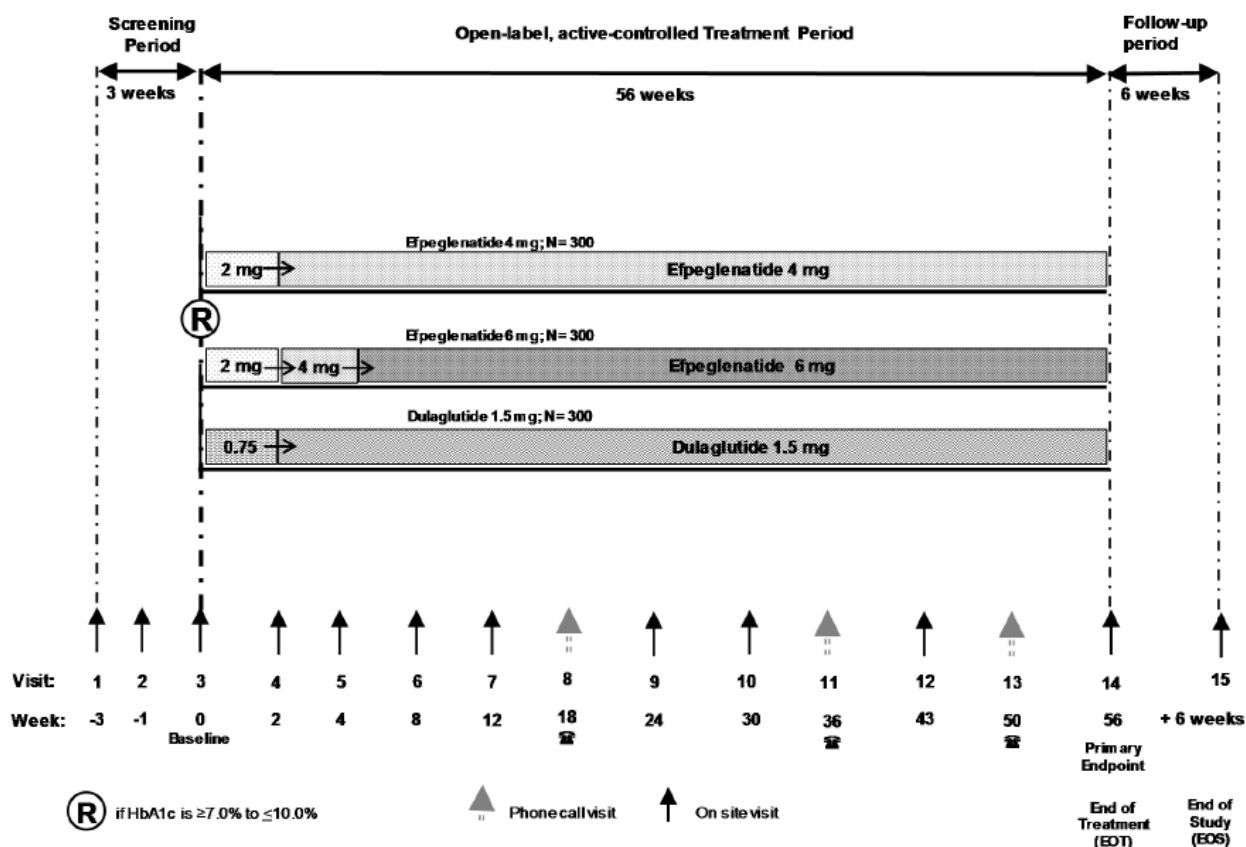 Screening
Period
Open-label, active-controlled Treatment Period
Follow-up
period
3 weeks
56 weeks
6 weeks
Efpeglenatide 4 mg; N= 300
2 mg
Efpeglenatide 4 mg
R
Efpeglenatide 6 mg; N= 300
2 mg
4 mg
Efpeglenatide 6 mg
Dulaglutide 1.5 mg; N= 300
0.75
Dulaglutide 1.5 mg
Visit: 1 2 3 4 5 6 7 8 9 10 11 12 13 14 15
Week: -3 -1 0 2 4 8 12 18 24 30 36 43 50 56 + 6 weeks
Baseline
Primary
Endpoint
R if HbA1c is ≥7.0% to ≤10.0%
Phone call visit
On site visit
End of
Treatment
(EOT)
End of
Study
(EOS)